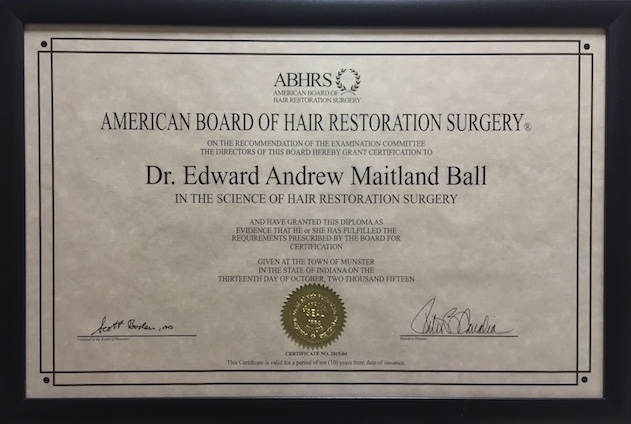 ABHRS
AMERICAN BOARD OF
HAIR RESTORATION SURGERY
AMERICAN BOARD OF HAIR RESTORATION SURGERY®
ON THE RECOMMENDATION OF THE EXAMINATION COMMITTEE
THE DIRECTORS OF THIS BOARD HEREBY GRANT CERTIFICATION TO
Dr. Edward Andrew Maitland Ball
IN THE SCIENCE OF HAIR RESTORATION SURGERY
AND HAVE GRANTED THIS DIPLOMA AS
EVIDENCE THAT HE or SHE HAS FULFILLED THE
REQUIREMENTS PRESCRIBED BY THE BOARD FOR
CERTIFICATION
GIVEN AT THE TOWN OF MUNSTER
IN THE STATE OF INDIANA ON THE
THIRTEENTH DAY OF OCTOBER, TWO THOUSAND FIFTEEN
SEAL
Scott Boden, MD
CERTIFICATE NO. 2015-04
This Certificate is valid for a period of ten (10) years from date of issuance.